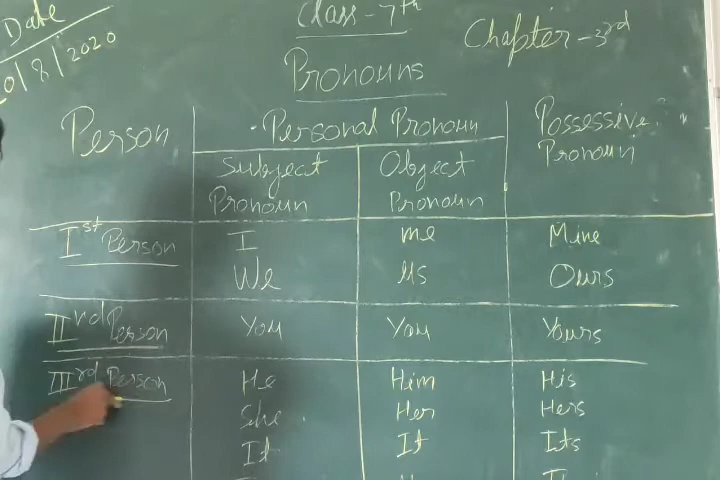 Class - 7th
Date
0/8/2020
Chapter - 3rd
Pronouns
Person
Personal Pronoun
Possessive
Pronoun
Subject
Pronoun
Object
Pronoun
Ist Person
I
me
Mine
We
Us
Ours
IIrd Person
You
You
Yours
IIIrd Person
He
Him
His
She
Her
Hers
It
It
Its